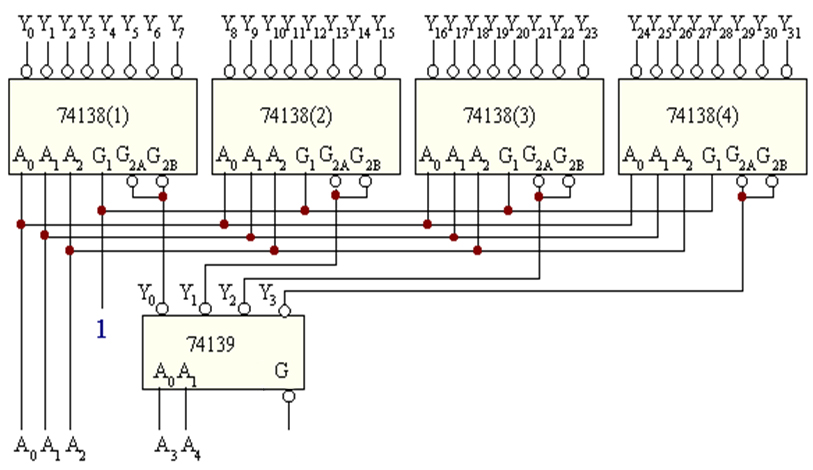 Y0 Y1 Y2 Y3 Y4 Y5 Y6 Y7 Y8 Y9 Y10 Y11 Y12 Y13 Y14 Y15 Y16 Y17 Y18 Y19 Y20 Y21 Y22 Y23 Y24 Y25 Y26 Y27 Y28 Y29 Y30 Y31
74138(1) 74138(2) 74138(3) 74138(4)
A0 A1 A2 G1 G2A G2B A0 A1 A2 G1 G2A G2B A0 A1 A2 G1 G2A G2B A0 A1 A2 G1 G2A G2B
Y0 Y1 Y2 Y3
1
74139
A0 A1 G
A0 A1 A2 A3 A4